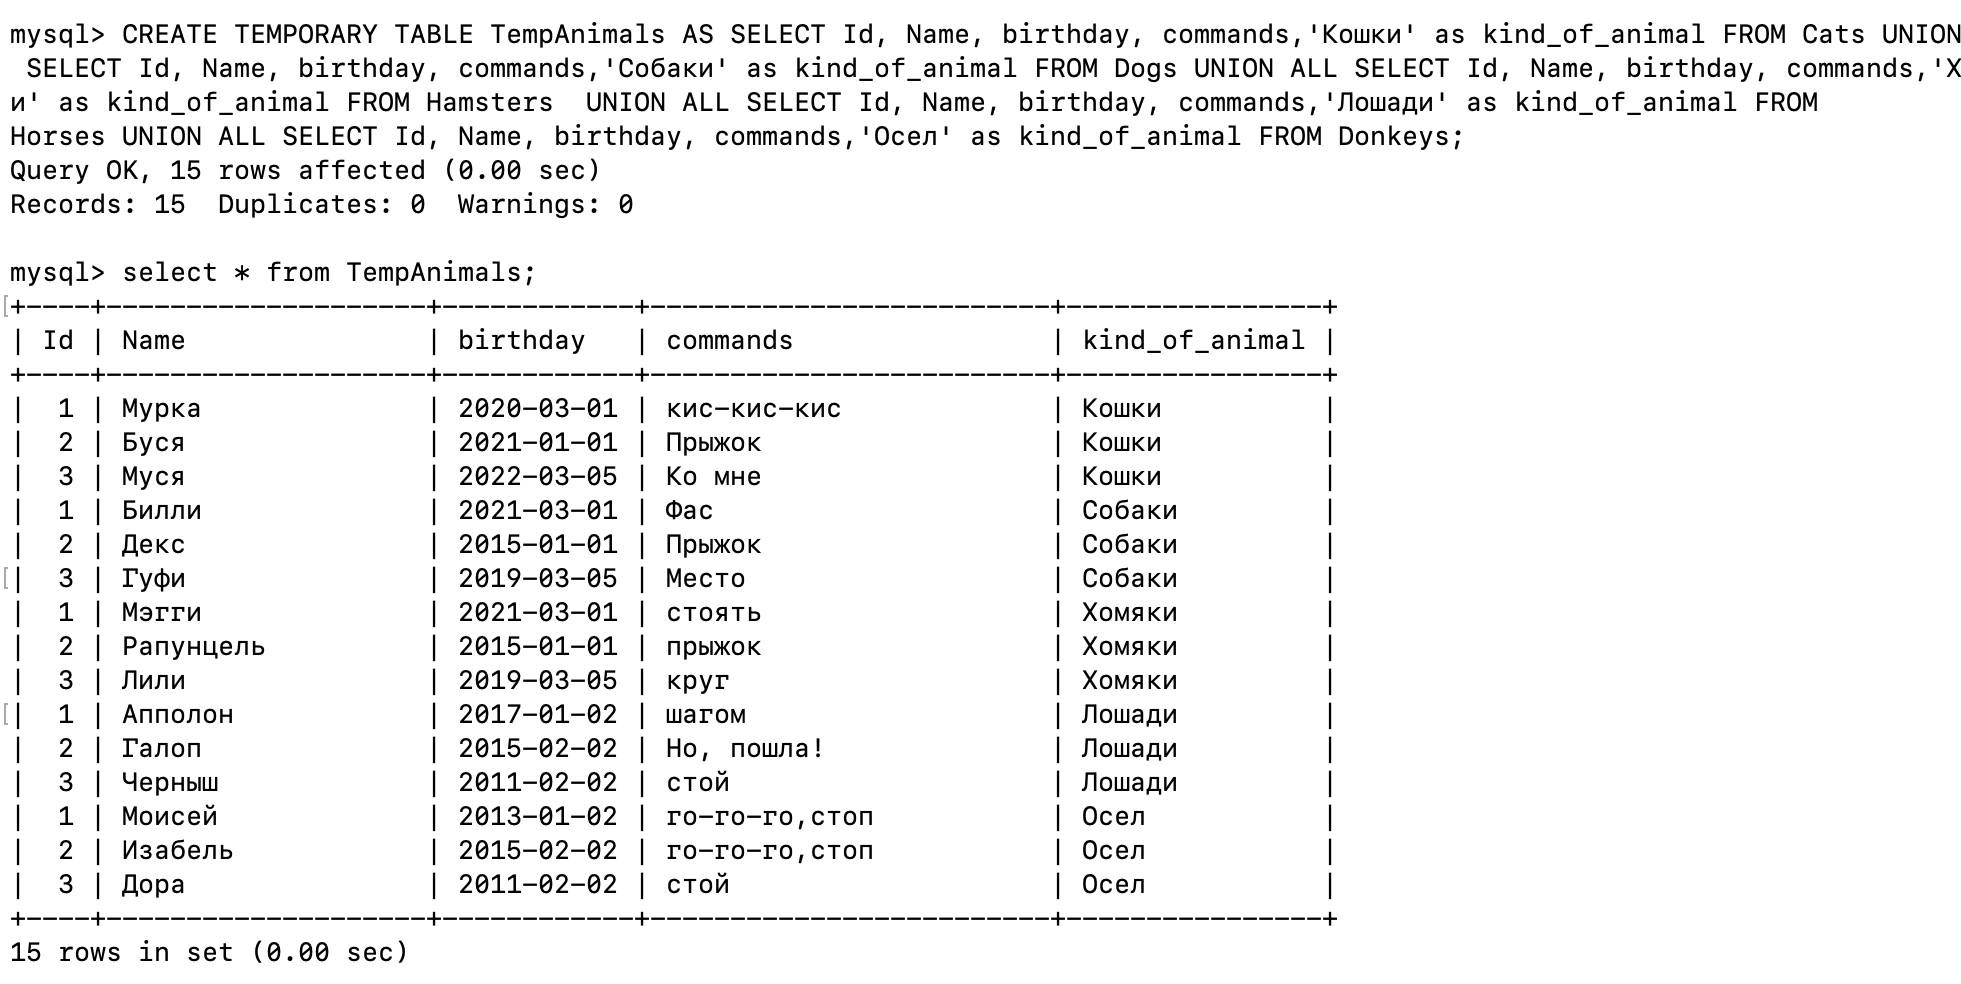 mysql> CREATE TEMPORARY TABLE TempAnimals AS SELECT Id, Name, birthday, commands,'Кошки' as kind_of_animal FROM Cats UNION
SELECT Id, Name, birthday, commands,'Собаки' as kind_of_animal FROM Dogs UNION ALL SELECT Id, Name, birthday, commands,'Х
и' as kind_of_animal FROM Hamsters  UNION ALL SELECT Id, Name, birthday, commands,'Лошади' as kind_of_animal FROM
Horses UNION ALL SELECT Id, Name, birthday, commands,'Осел' as kind_of_animal FROM Donkeys;
Query OK, 15 rows affected (0.00 sec)
Records: 15  Duplicates: 0  Warnings: 0
mysql> select * from TempAnimals;
+----+--------------------+------------+-------------------------+----------------+
| Id | Name               | birthday   | commands                | kind_of_animal |
+----+--------------------+------------+-------------------------+----------------+
|  1 | Мурка              | 2020-03-01 | кис-кис-кис             | Кошки          |
|  2 | Буся               | 2021-01-01 | Прыжок                  | Кошки          |
|  3 | Муся               | 2022-03-05 | Ко мне                  | Кошки          |
|  1 | Билли              | 2021-03-01 | Фас                     | Собаки         |
|  2 | Декс               | 2015-01-01 | Прыжок                  | Собаки         |
|  3 | Гуфи               | 2019-03-05 | Место                   | Собаки         |
|  1 | Мэгги              | 2021-03-01 | стоять                  | Хомяки         |
|  2 | Рапунцель          | 2015-01-01 | прыжок                  | Хомяки         |
|  3 | Лили               | 2019-03-05 | круг                    | Хомяки         |
|  1 | Апполон            | 2017-01-02 | шагом                   | Лошади         |
|  2 | Галоп              | 2015-02-02 | Но, пошла!              | Лошади         |
|  3 | Черныш             | 2011-02-02 | стой                    | Лошади         |
|  1 | Моисей             | 2013-01-02 | го-го-го,стоп           | Осел           |
|  2 | Изабель            | 2015-02-02 | го-го-го,стоп           | Осел           |
|  3 | Дора               | 2011-02-02 | стой                    | Осел           |
+----+--------------------+------------+-------------------------+----------------+
15 rows in set (0.00 sec)